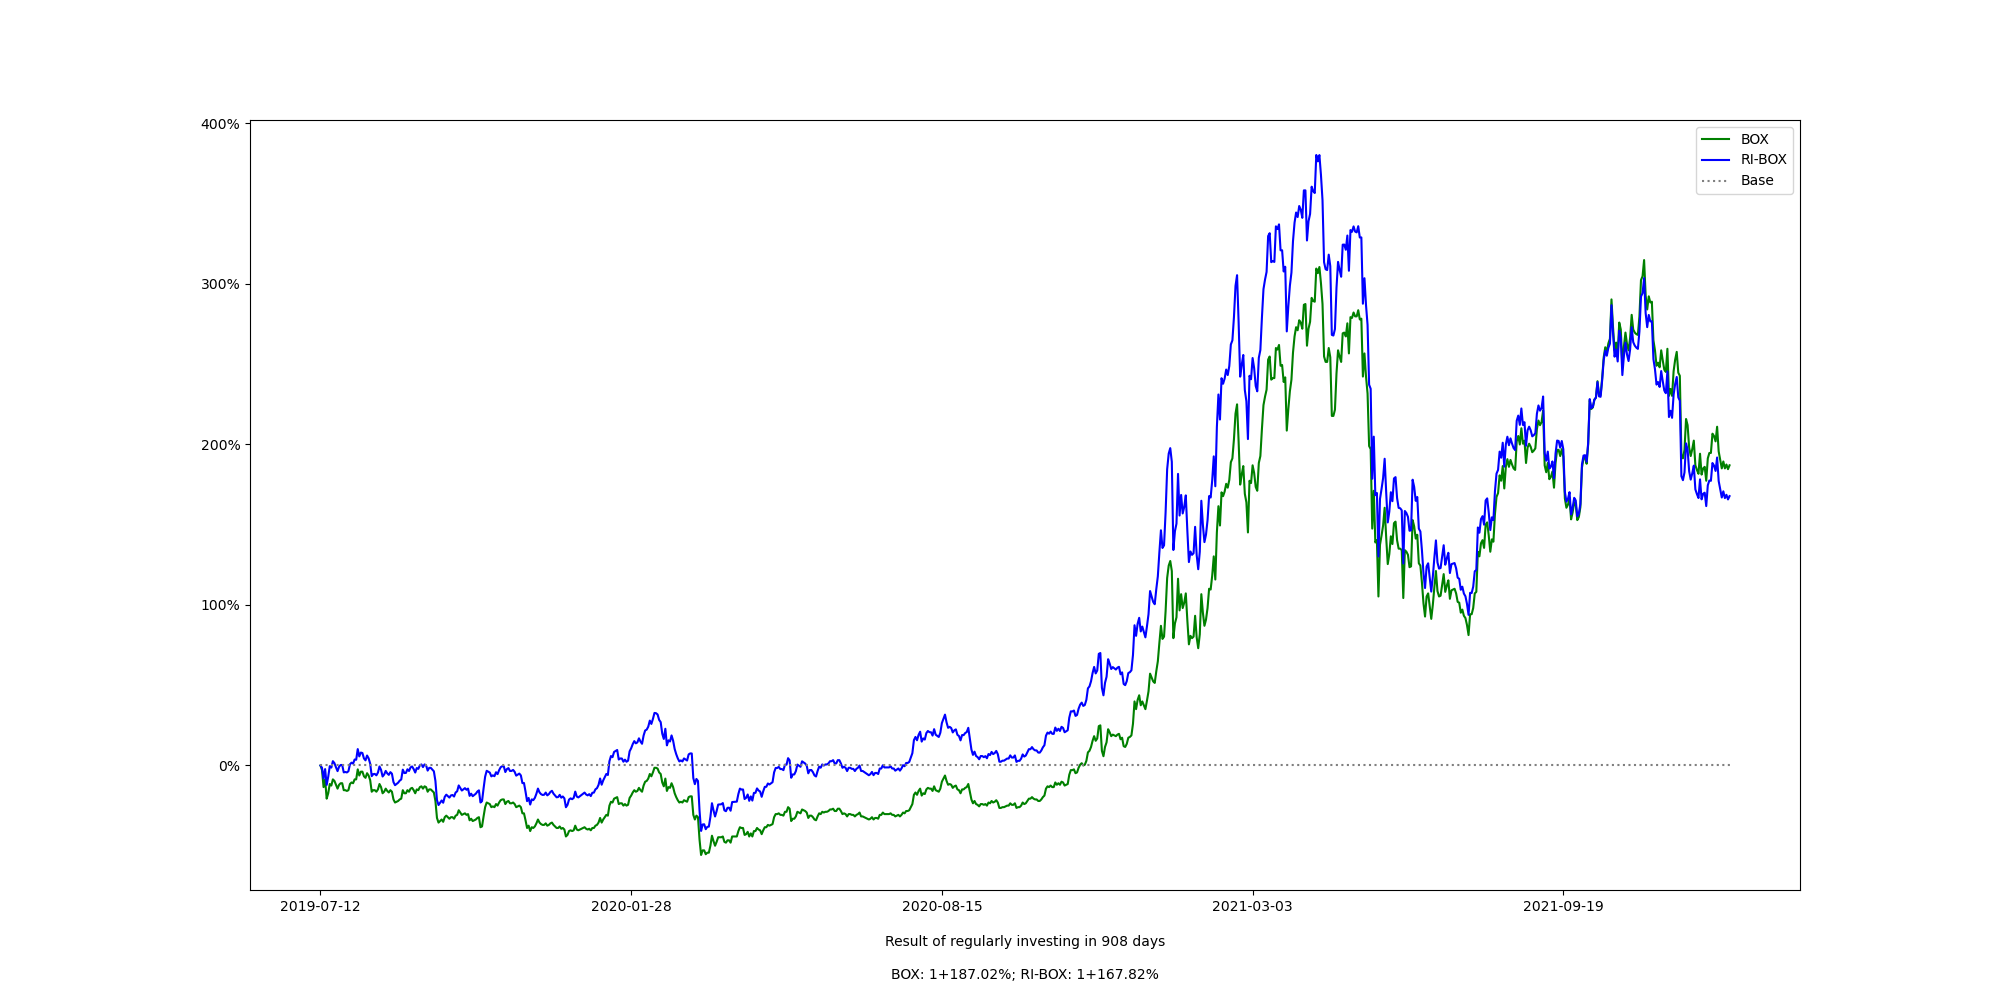 400%
300%
200%
100%
0%
BOX
RI-BOX
Base
2019-07-12 2020-01-28 2020-08-15 2021-03-03 2021-09-19
Result of regularly investing in 908 days
BOX: 1+187.02%; RI-BOX: 1+167.82%